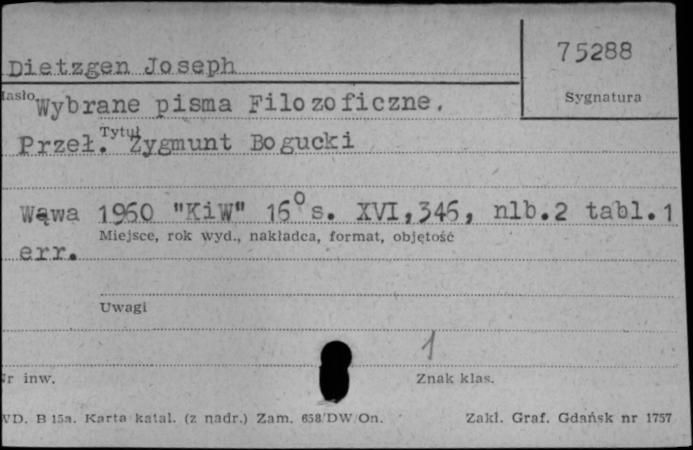 75288
Dietzgen Joseph
Sygnatura
Hasło Wybrane pisma Filozoficzne.
Tytuł
Przeł. Zygmunt Bogucki
Wąwa 1960 "KiW" 16° s. XVI,346, nlb.2 tabl.1
Miejsce, rok wyd., nakładca, format, objętość
err.
Uwagi
1
Nr inw.
Znak klas.
WD. B 15a. Karta katal. (z nadr.) Zam. 658/DW/On. Zakł. Graf. Gdańsk nr 1757